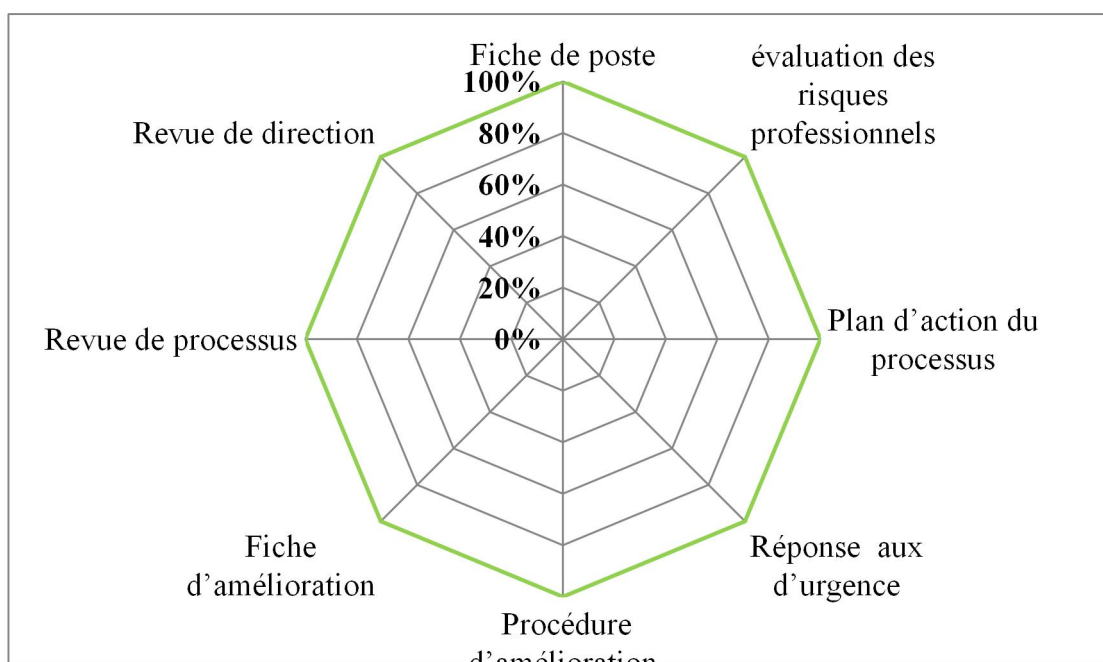 Fiche de poste
100%
80%
60%
40%
20%
0%
évaluation des
risques
professionnels
Plan d’action du
processus
Réponse aux
d’urgence
Procédure
d’amélioration
Fiche
d’amélioration
Revue de processus
Revue de direction